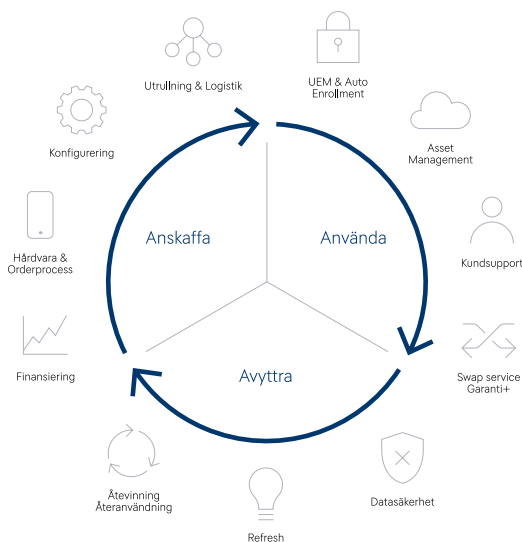 Utrullning & Logistik
UEM & Auto
Enrollment
Konfigurering
Asset
Management
Anskaffa
Använda
Hårdvara &
Orderprocess
Kundsupport
Finansiering
Avyttra
Swap service
Garanti+
Åtevinning
Återanvändning
Datasäkerhet
Refresh